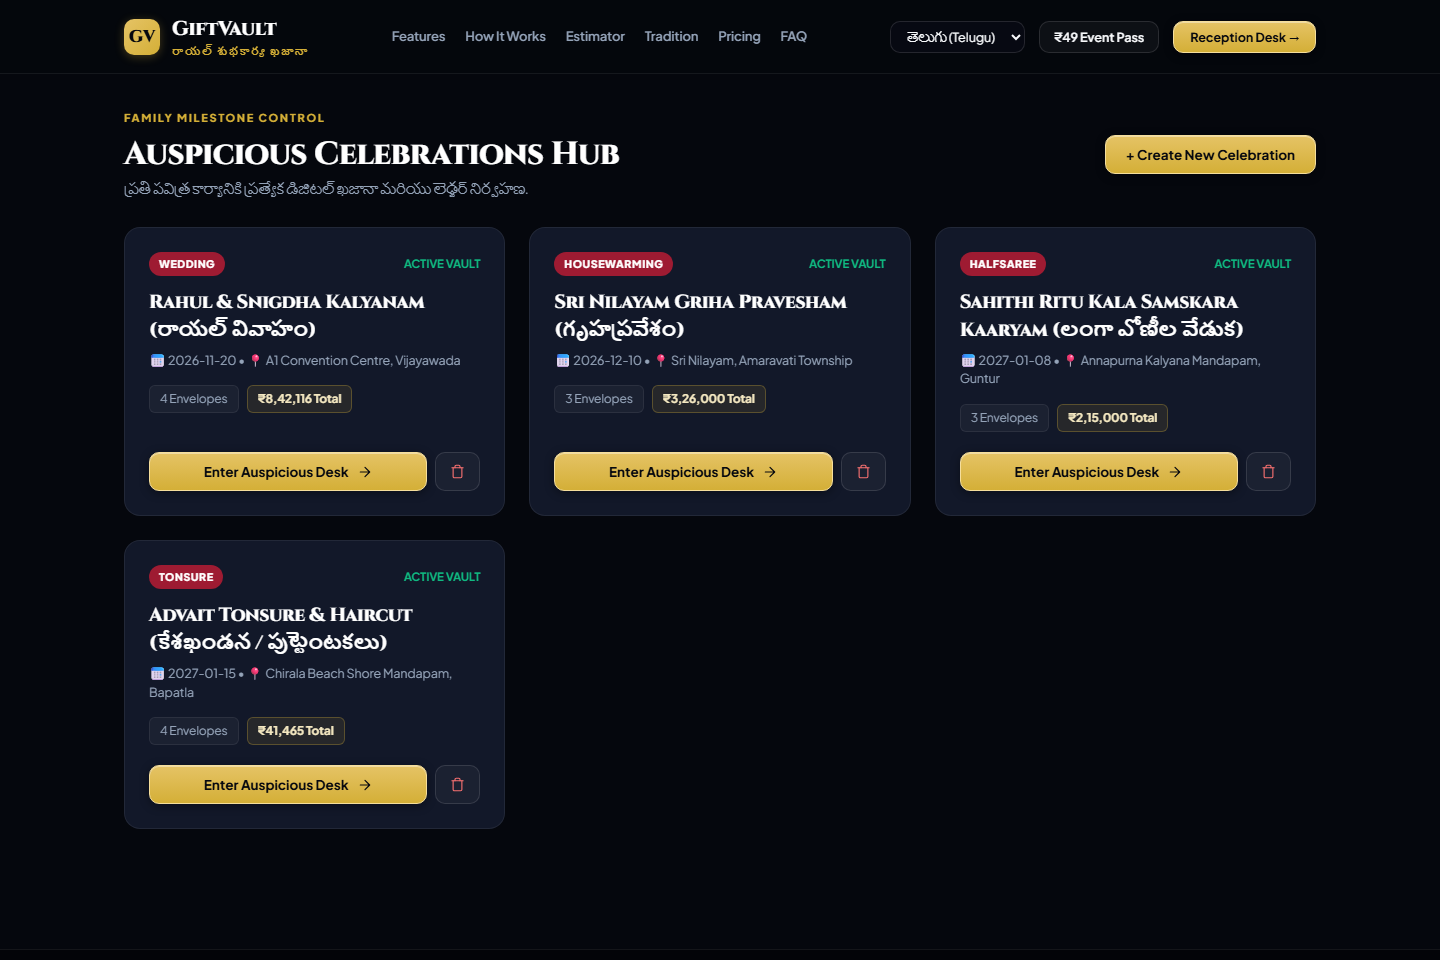 GV
GiftVault
రాయల్ శుభకార్య ఖజానా
Features
How It Works
Estimator
Tradition
Pricing
FAQ
తెలుగు (Telugu)
₹49 Event Pass
Reception Desk →
FAMILY MILESTONE CONTROL
Auspicious Celebrations Hub
ప్రతి పవిత్ర కార్యానికి ప్రత్యేక డిజిటల్ ఖజానా మరియు లెడ్జర్ నిర్వహణ.
+ Create New Celebration
WEDDING
ACTIVE VAULT
Rahul & Snigdha Kalyanam
(రాయల్ వివాహం)
2026-11-20 • 📍 A1 Convention Centre, Vijayawada
4 Envelopes
₹8,42,116 Total
Enter Auspicious Desk →
HOUSEWARMING
ACTIVE VAULT
Sri Nilayam Griha Pravesham
(గృహప్రవేశం)
2026-12-10 • 📍 Sri Nilayam, Amaravati Township
3 Envelopes
₹3,26,000 Total
Enter Auspicious Desk →
HALFSAREE
ACTIVE VAULT
Sahithi Ritu Kala Samskara
Kaaryam (లంగా వోణీల వేడుక)
2027-01-08 • 📍 Annapurna Kalyana Mandapam,
Guntur
3 Envelopes
₹2,15,000 Total
Enter Auspicious Desk →
TONSURE
ACTIVE VAULT
Advait Tonsure & Haircut
(కేశఖండన / పుట్టెంటకలు)
2027-01-15 • 📍 Chirala Beach Shore Mandapam,
Bapatla
4 Envelopes
₹41,465 Total
Enter Auspicious Desk →